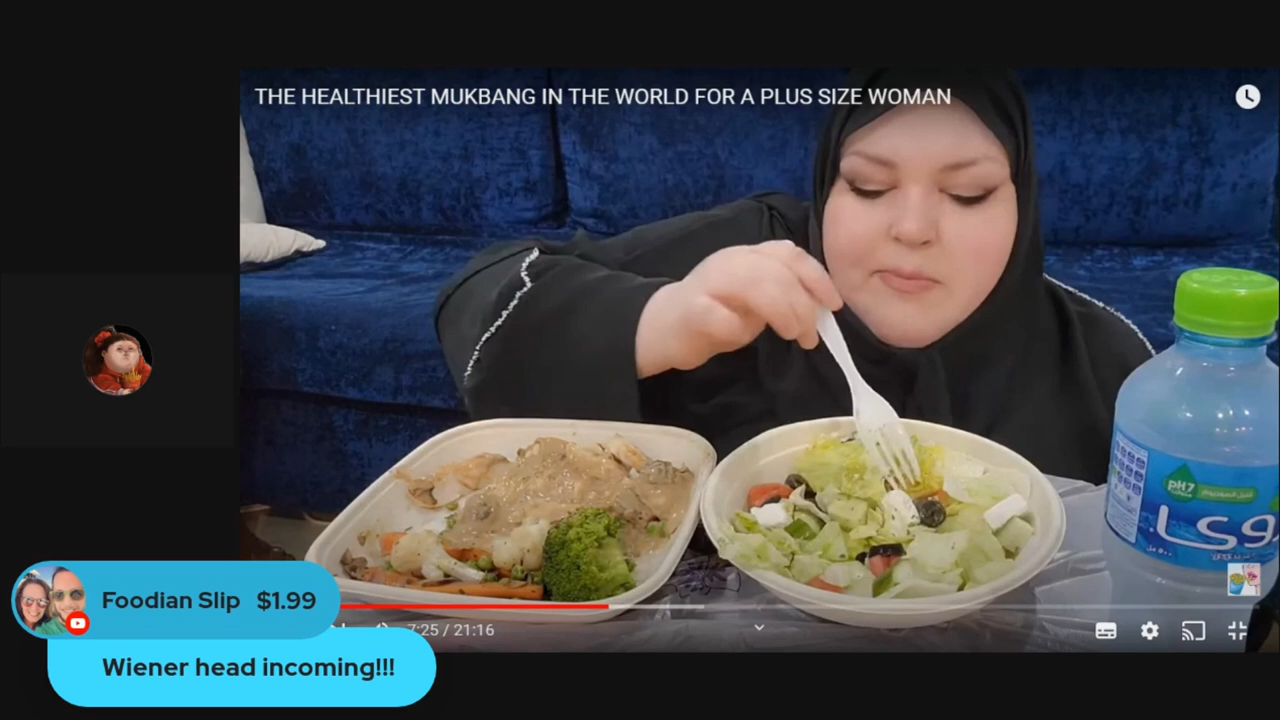 THE HEALTHIEST MUKBANG IN THE WORLD FOR A PLUS SIZE WOMAN
pH7
Foodian Slip $1.99
7:25 / 21:16
Wiener head incoming!!!